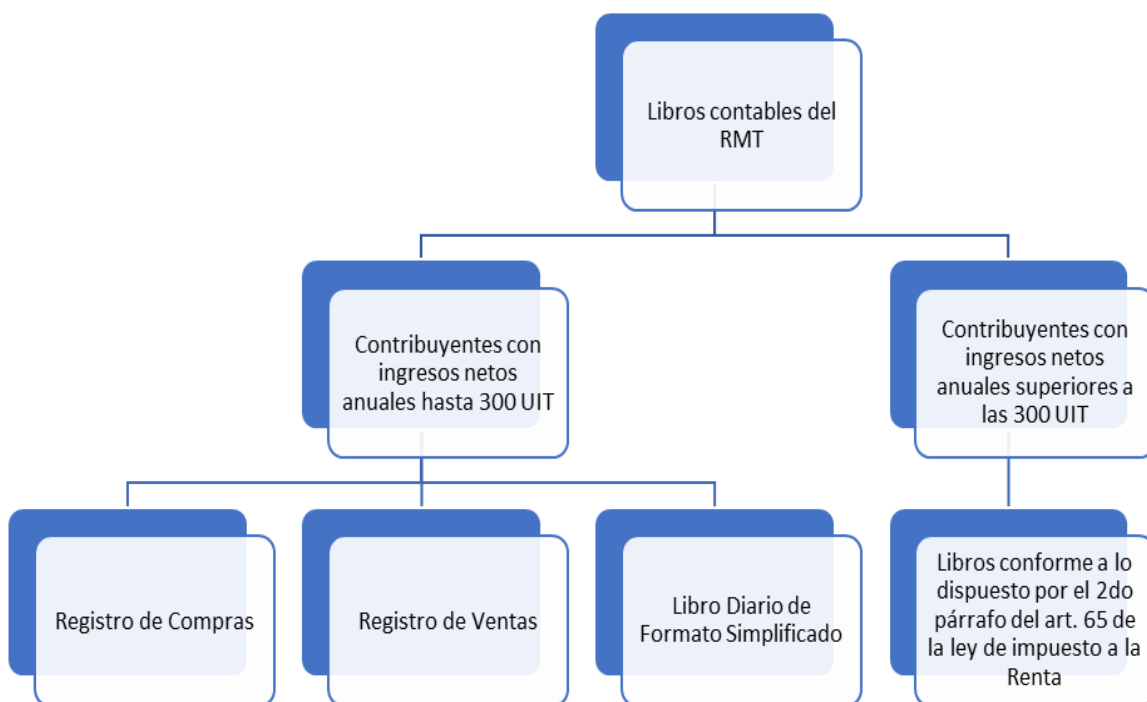 Libros contables del
RMT
Contribuyentes con
ingresos netos
anuales hasta 300 UIT
Contribuyentes con
ingresos netos
anuales superiores a
las 300 UIT
Registro de Compras
Registro de Ventas
Libro Diario de
Formato Simplificado
Libros conforme a lo
dispuesto por el 2do
párrafo del art. 65 de
la ley de impuesto a la
Renta